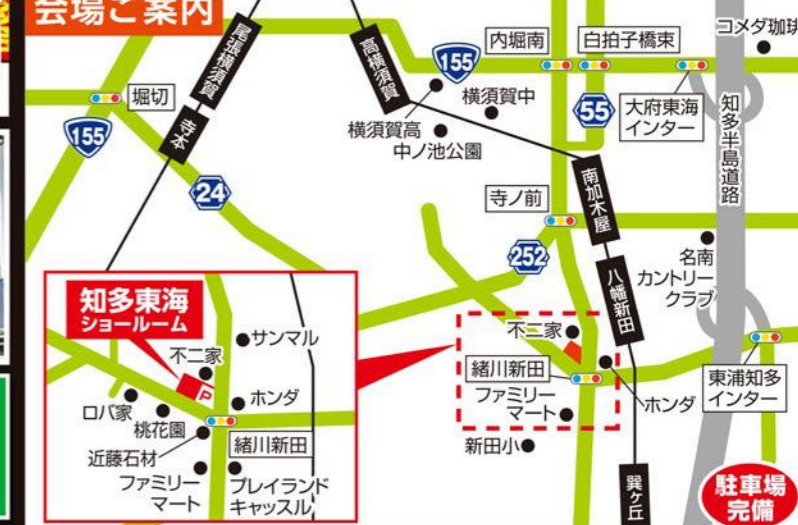 会場ご案内
コメダ珈琲
内堀南
白拍子橋東
155
高横須賀
尾張横須賀
堀切
横須賀高
横須賀中
中ノ池公園
55
大府東海
インター
知多半島道路
155
寺本
24
寺ノ前
南加木屋
252
八幡新田
名南
カントリー
クラブ
知多東海
ショールーム
サンマル
不二家
P
ロバ家
桃花園
ホンダ
近藤石材
緒川新田
ファミリー
マート
プレイランド
キャッスル
不二家
緒川新田
ファミリー
マート
ホンダ
新田小
東浦知多
インター
巽ヶ丘
駐車場
完備